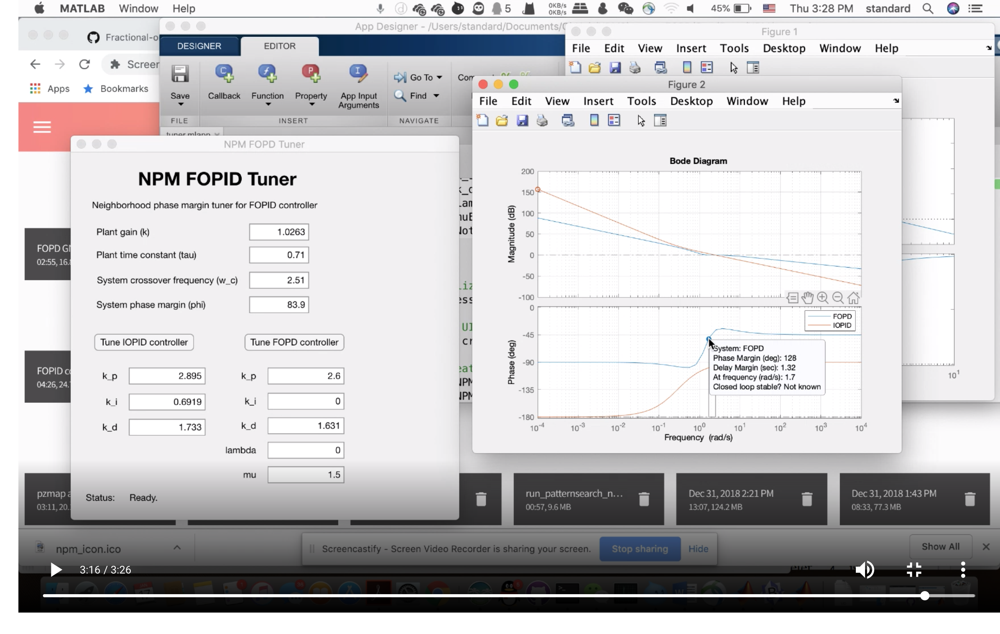 MATLAB Window Help
5
0KB/s
0KB/s
45%
Thu 3:28 PM standard
Fractional-o
App Designer - /Users/standard/Documents/
Figure 1
DESIGNER EDITOR
File Edit View Insert Tools Desktop Window Help
Screen
Apps Bookmarks
Save
Callback
Function
Property
App Input
Arguments
Go To
Find
FILE INSERT NAVIGATE
tuner.mlapp
Figure 2
File Edit View Insert Tools Desktop Window Help
NPM FOPD Tuner
NPM FOPID Tuner
Neighborhood phase margin tuner for FOPID controller
Plant gain (k) 1.0263
Plant time constant (tau) 0.71
System crossover frequency (w_c) 2.51
System phase margin (phi) 83.9
Tune IOPID controller Tune FOPD controller
k_p 2.895 k_p 2.6
k_i 0.6919 k_i 0
k_d 1.733 k_d 1.631
lambda 0
mu 1.5
Status: Ready.
Bode Diagram
Magnitude (dB)
200
150
100
50
0
-50
-100
Phase (deg)
0
-45
-90
-135
-180
FOPD
IOPID
System: FOPD
Phase Margin (deg): 128
Delay Margin (sec): 1.32
At frequency (rad/s): 1.7
Closed loop stable? Not known
10^-4 10^-3 10^-2 10^-1 10^0 10^1 10^2 10^3 10^4
Frequency (rad/s)
10^1
FOPD G
02:55, 16.
FOPID c
04:26, 24.
pzmap a
03:11, 20.
run_patternsearch_n...
00:57, 9.6 MB
Dec 31, 2018 2:21 PM
13:07, 124.2 MB
Dec 31, 2018 1:43 PM
08:33, 77.3 MB
npm_icon.ico
Screencastify - Screen Video Recorder is sharing your screen. Stop sharing Hide
Show All
3:16 / 3:26